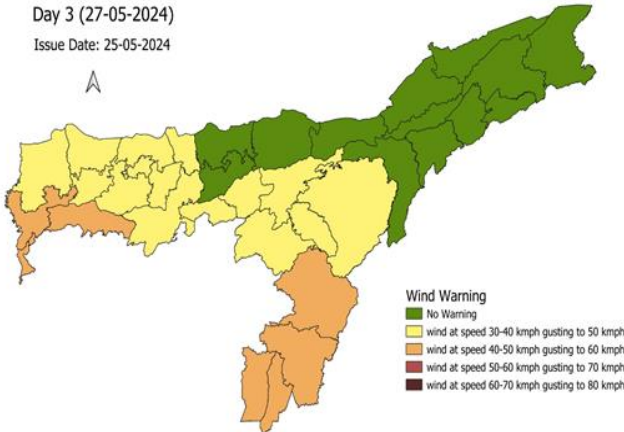 Day 3 (27-05-2024)
Issue Date: 25-05-2024
Wind Warning
No Warning
wind at speed 30-40 kmph gusting to 50 kmph
wind at speed 40-50 kmph gusting to 60 kmph
wind at speed 50-60 kmph gusting to 70 kmph
wind at speed 60-70 kmph gusting to 80 kmph